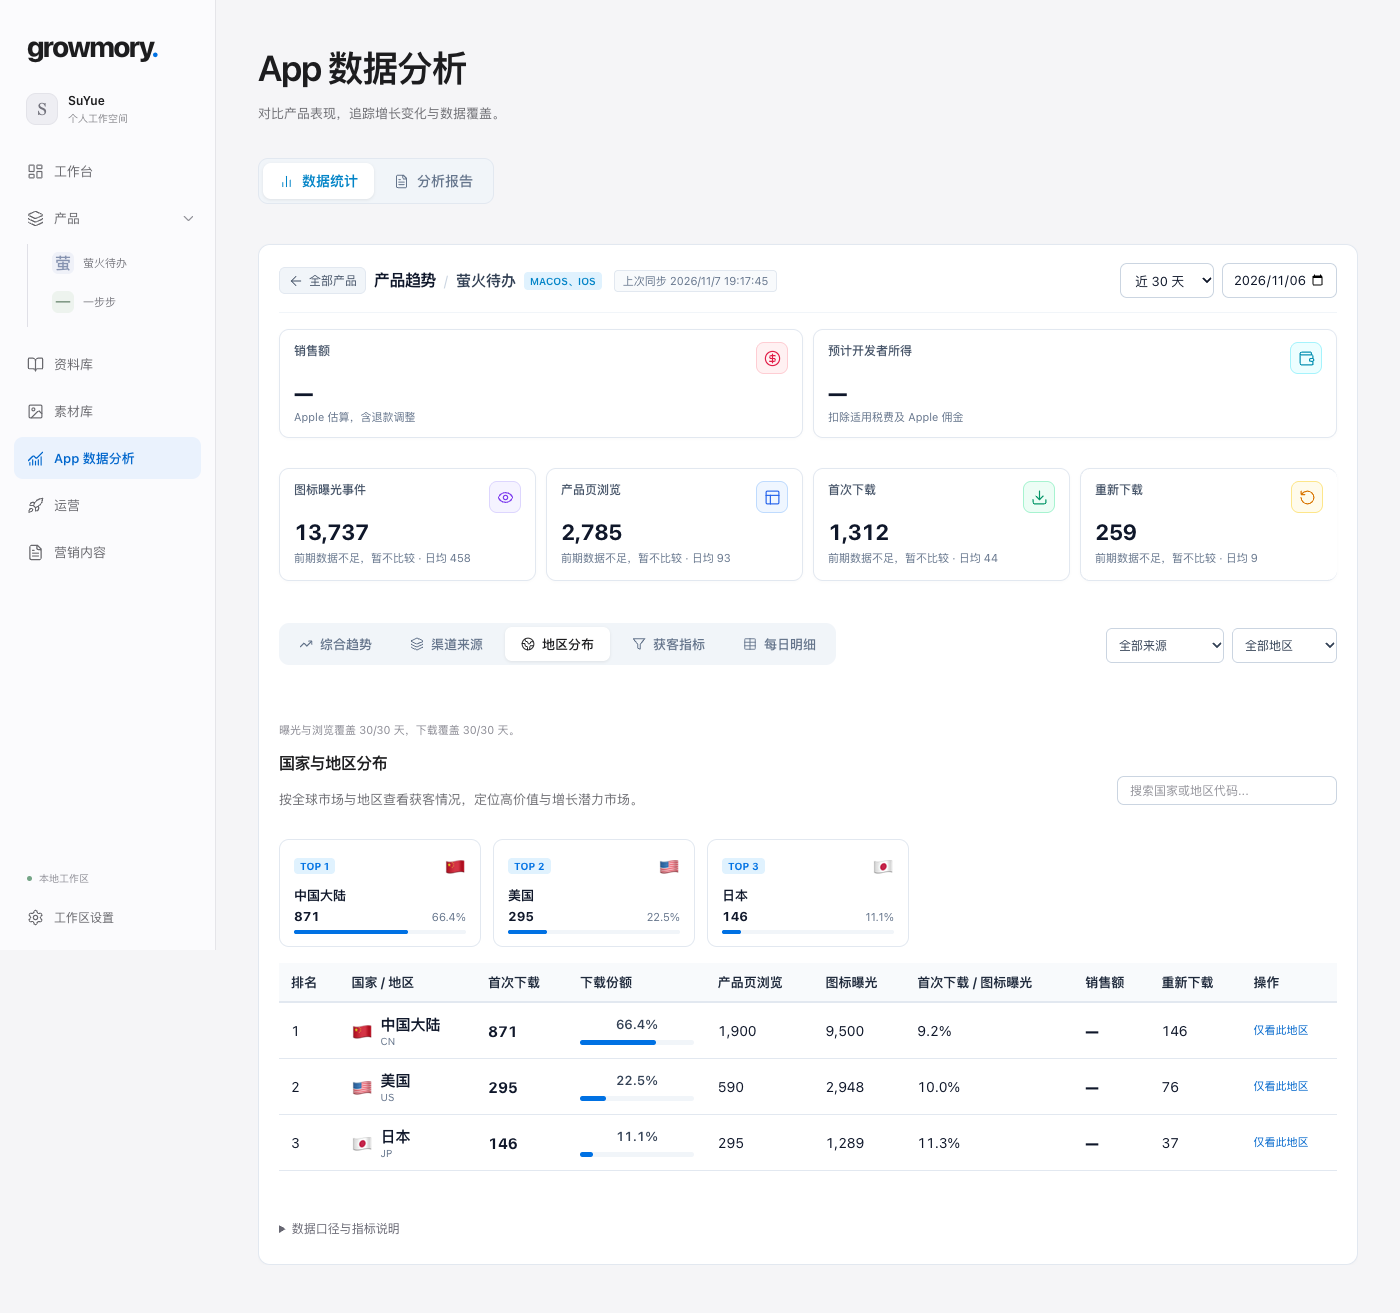 growmory.
S
SuYue
个人工作空间
工作台
产品
萤 萤火待办
一 一步步
资料库
素材库
App 数据分析
运营
营销内容
本地工作区
工作区设置
App 数据分析
对比产品表现，追踪增长变化与数据覆盖。
数据统计 分析报告
全部产品 产品趋势 / 萤火待办 MACOS、IOS 上次同步 2026/11/7 19:17:45 近 30 天 2026/11/06
销售额
—
Apple 估算，含退款调整
预计开发者所得
—
扣除适用税费及 Apple 佣金
图标曝光事件
13,737
前期数据不足，暂不比较 · 日均 458
产品页浏览
2,785
前期数据不足，暂不比较 · 日均 93
首次下载
1,312
前期数据不足，暂不比较 · 日均 44
重新下载
259
前期数据不足，暂不比较 · 日均 9
综合趋势 渠道来源 地区分布 获客指标 每日明细 全部来源 全部地区
曝光与浏览覆盖 30/30 天，下载覆盖 30/30 天。
国家与地区分布
按全球市场与地区查看获客情况，定位高价值与增长潜力市场。
搜索国家或地区代码...
TOP 1
中国大陆
871 66.4%
TOP 2
美国
295 22.5%
TOP 3
日本
146 11.1%
排名 国家 / 地区 首次下载 下载份额 产品页浏览 图标曝光 首次下载 / 图标曝光 销售额 重新下载 操作
1 中国大陆 CN 871 66.4% 1,900 9,500 9.2% — 146 仅看此地区
2 美国 US 295 22.5% 590 2,948 10.0% — 76 仅看此地区
3 日本 JP 146 11.1% 295 1,289 11.3% — 37 仅看此地区
数据口径与指标说明